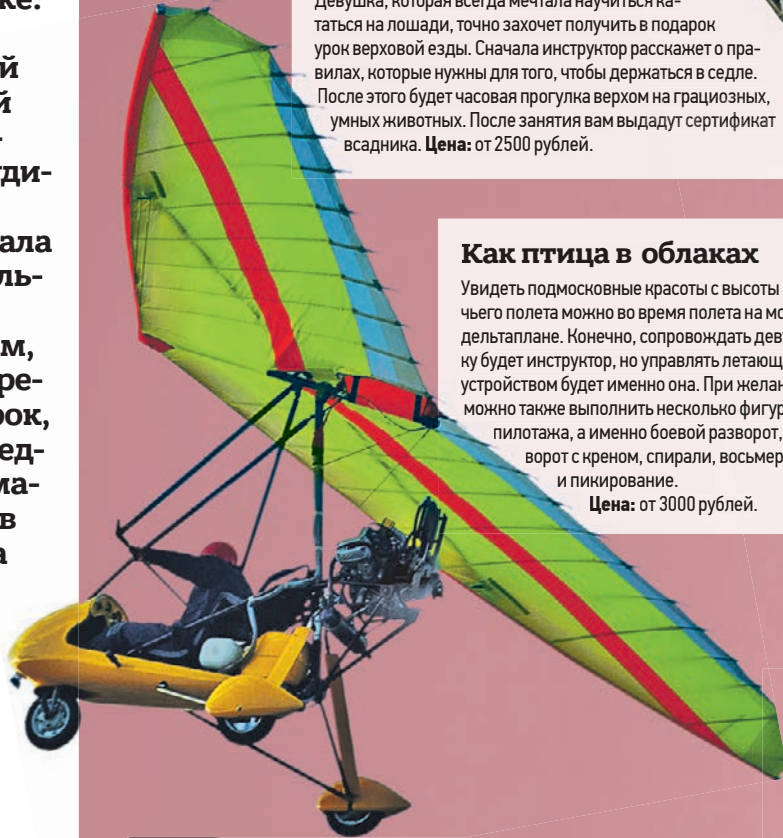 ке.
й
й
-
ди-
ала
ль-
м,
ре-
рок,
ед-
ма-
в
а
Девушка, которая всегда мечтала научиться ка-
таться на лошади, точно захочет получить в подарок
урок верховой езды. Сначала инструктор расскажет о пра-
вилах, которые нужны для того, чтобы держаться в седле.
После этого будет часовая прогулка верхом на грациозных,
умных животных. После занятия вам выдадут сертификат
всадника. Цена: от 2500 рублей.
Как птица в облаках
Увидеть подмосковные красоты с высоты
чьего полета можно во время полета на мо
дельтаплане. Конечно, сопровождать дев
ку будет инструктор, но управлять летающ
устройством будет именно она. При желан
можно также выполнить несколько фигур
пилотажа, а именно боевой разворот,
ворот с креном, спирали, восьмер
и пикирование.
Цена: от 3000 рублей.